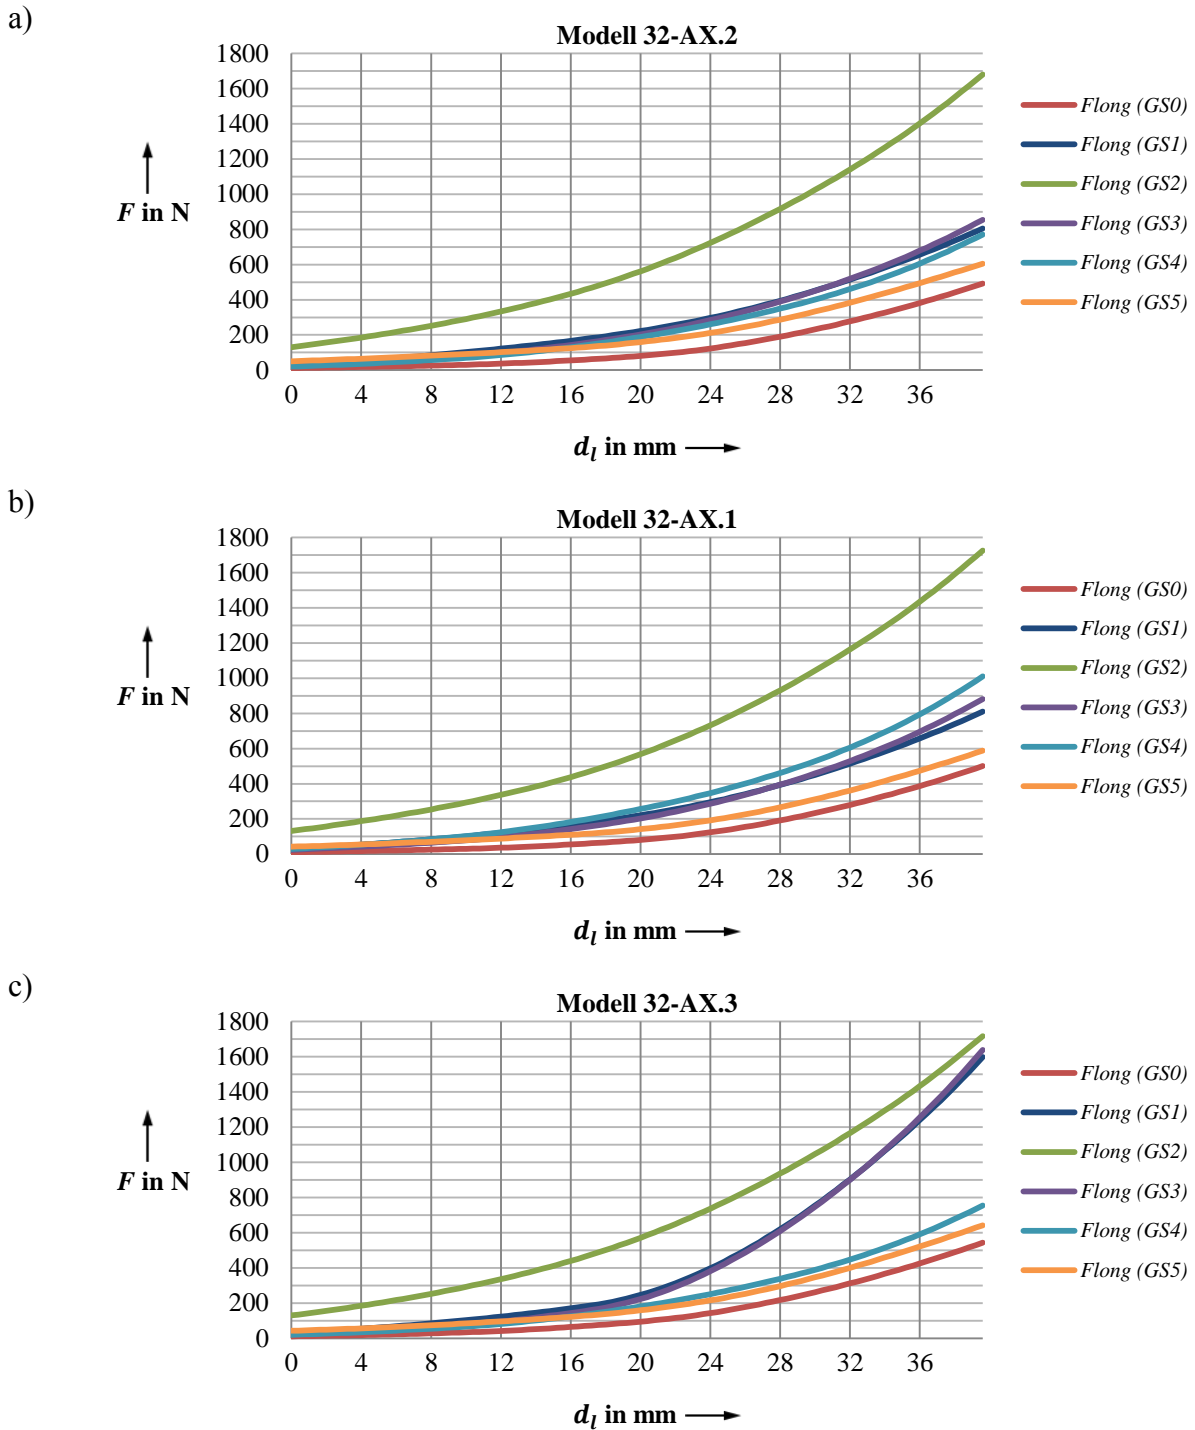 a)
Modell 32-AX.2
1800
1600
1400
1200
1000
800
600
400
200
0
F in N
0 4 8 12 16 20 24 28 32 36
d_l in mm
Flong (GS0)
Flong (GS1)
Flong (GS2)
Flong (GS3)
Flong (GS4)
Flong (GS5)
b)
Modell 32-AX.1
1800
1600
1400
1200
1000
800
600
400
200
0
F in N
0 4 8 12 16 20 24 28 32 36
d_l in mm
Flong (GS0)
Flong (GS1)
Flong (GS2)
Flong (GS3)
Flong (GS4)
Flong (GS5)
c)
Modell 32-AX.3
1800
1600
1400
1200
1000
800
600
400
200
0
F in N
0 4 8 12 16 20 24 28 32 36
d_l in mm
Flong (GS0)
Flong (GS1)
Flong (GS2)
Flong (GS3)
Flong (GS4)
Flong (GS5)